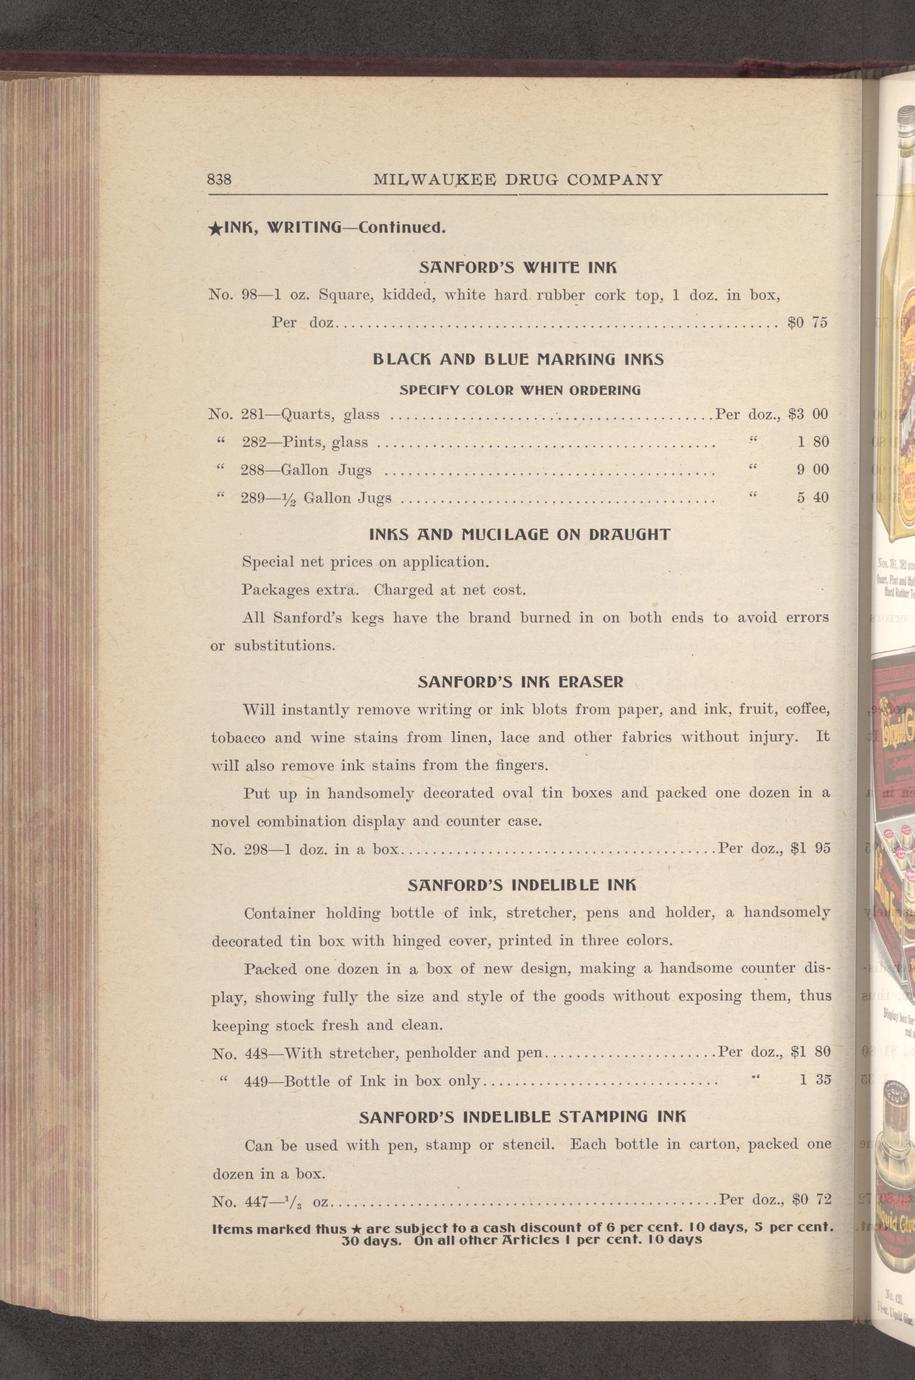 838 MILWAUKEE DRUG COMPANY
★INK, WRITING—Continued.
SANFORD'S WHITE INK
No. 98—1 oz. Square, kidded, white hard rubber cork top, 1 doz. in box,
Per doz. $0 75
BLACK AND BLUE MARKING INKS
SPECIFY COLOR WHEN ORDERING
No. 281—Quarts, glass Per doz., $3 00
" 282—Pints, glass " 1 80
" 288—Gallon Jugs " 9 00
" 289—½ Gallon Jugs " 5 40
INKS AND MUCILAGE ON DRAUGHT
Special net prices on application.
Packages extra. Charged at net cost.
All Sanford's kegs have the brand burned in on both ends to avoid errors
or substitutions.
SANFORD'S INK ERASER
Will instantly remove writing or ink blots from paper, and ink, fruit, coffee,
tobacco and wine stains from linen, lace and other fabrics without injury. It
will also remove ink stains from the fingers.
Put up in handsomely decorated oval tin boxes and packed one dozen in a
novel combination display and counter case.
No. 298—1 doz. in a box Per doz., $1 95
SANFORD'S INDELIBLE INK
Container holding bottle of ink, stretcher, pens and holder, a handsomely
decorated tin box with hinged cover, printed in three colors.
Packed one dozen in a box of new design, making a handsome counter dis-
play, showing fully the size and style of the goods without exposing them, thus
keeping stock fresh and clean.
No. 448—With stretcher, penholder and pen Per doz., $1 80
" 449—Bottle of Ink in box only " 1 35
SANFORD'S INDELIBLE STAMPING INK
Can be used with pen, stamp or stencil. Each bottle in carton, packed one
dozen in a box.
No. 447—⅓ oz. Per doz., $0 72
Items marked thus ★ are subject to a cash discount of 6 per cent. 10 days, 5 per cent.
30 days. On all other Articles 1 per cent. 10 days